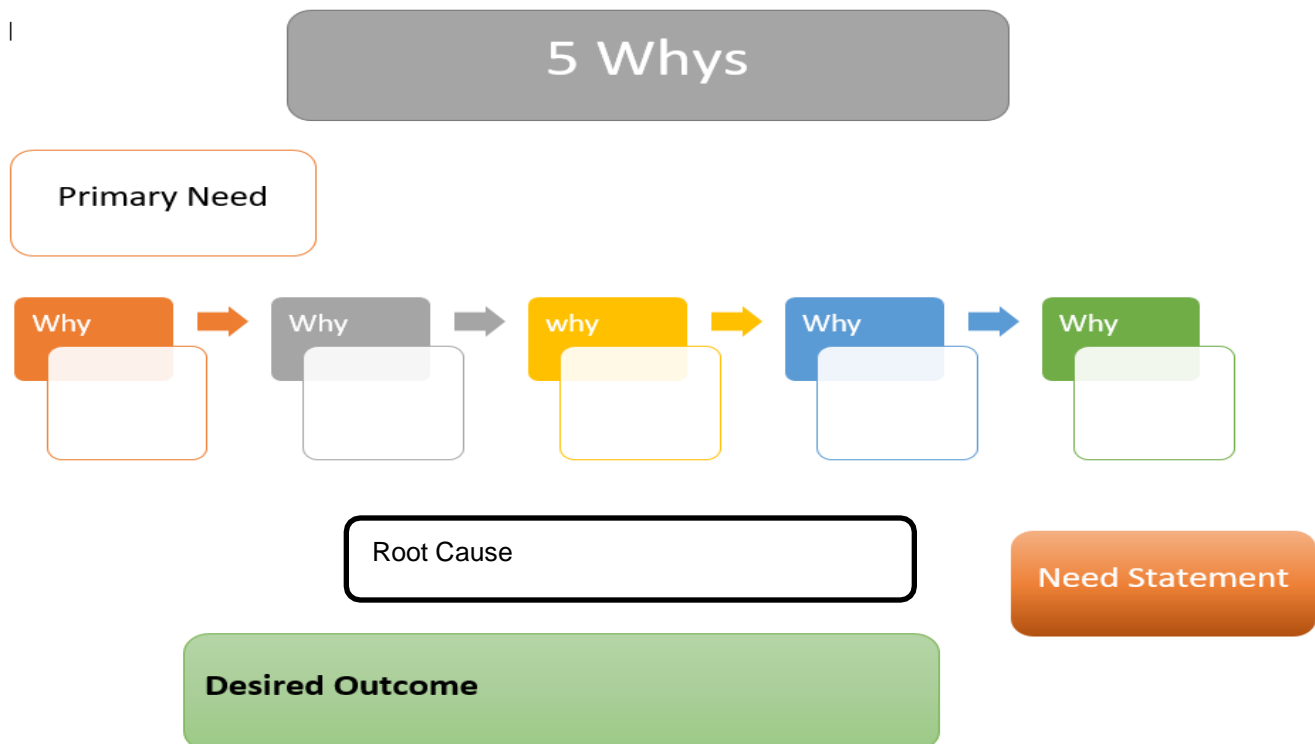 5 Whys
Primary Need
Why
Why
why
Why
Why
Root Cause
Need Statement
Desired Outcome